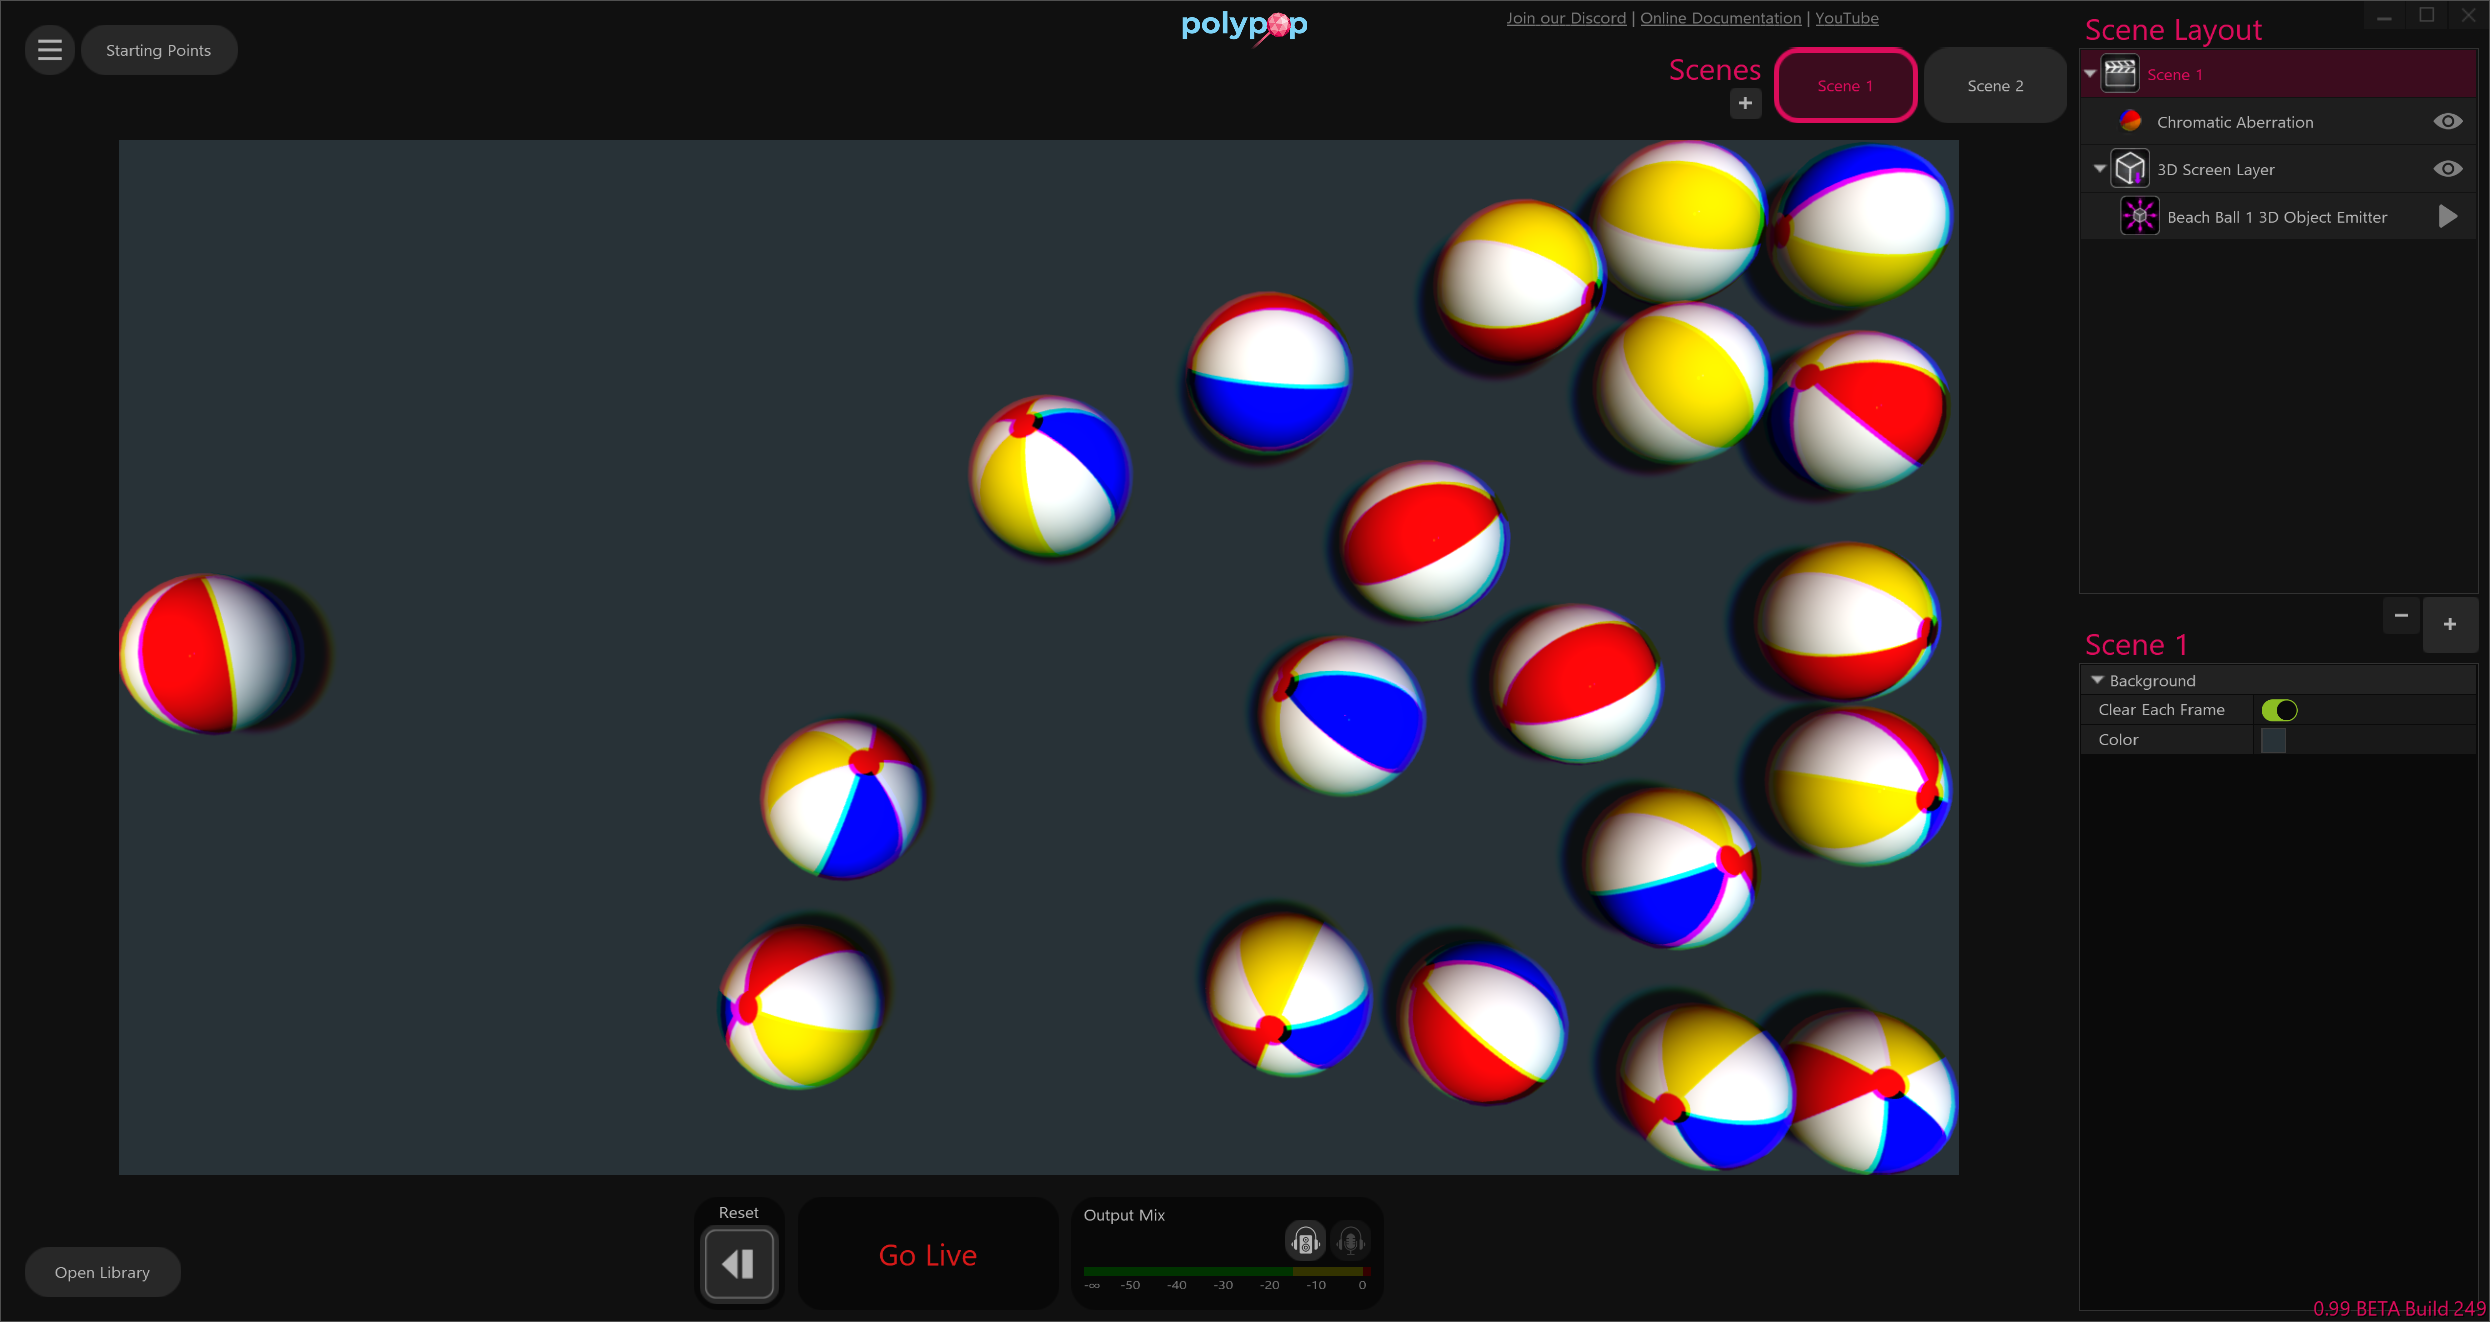 polypop
Join our Discord | Online Documentation | YouTube
Starting Points
Scenes
+
Scene 1
Scene 2
Scene Layout
Scene 1
Chromatic Aberration
3D Screen Layer
Beach Ball 1 3D Object Emitter
− +
Scene 1
Background
Clear Each Frame
Color
Reset
Go Live
Output Mix
-∞ -50 -40 -30 -20 -10 0
Open Library
0.99 BETA Build 249